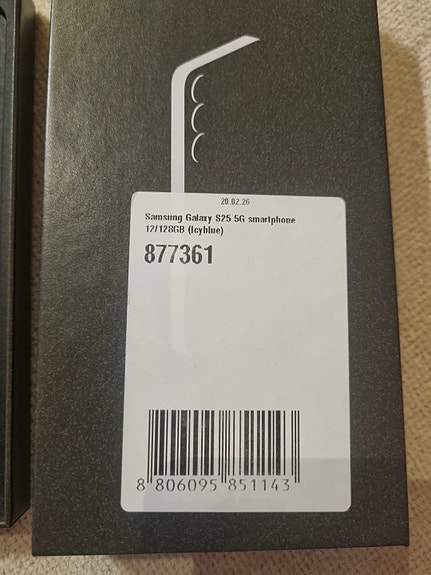 20.02.26
Samsung Galaxy S25 5G smartphone
12/128GB (Icyblue)
877361
8 806095 851143